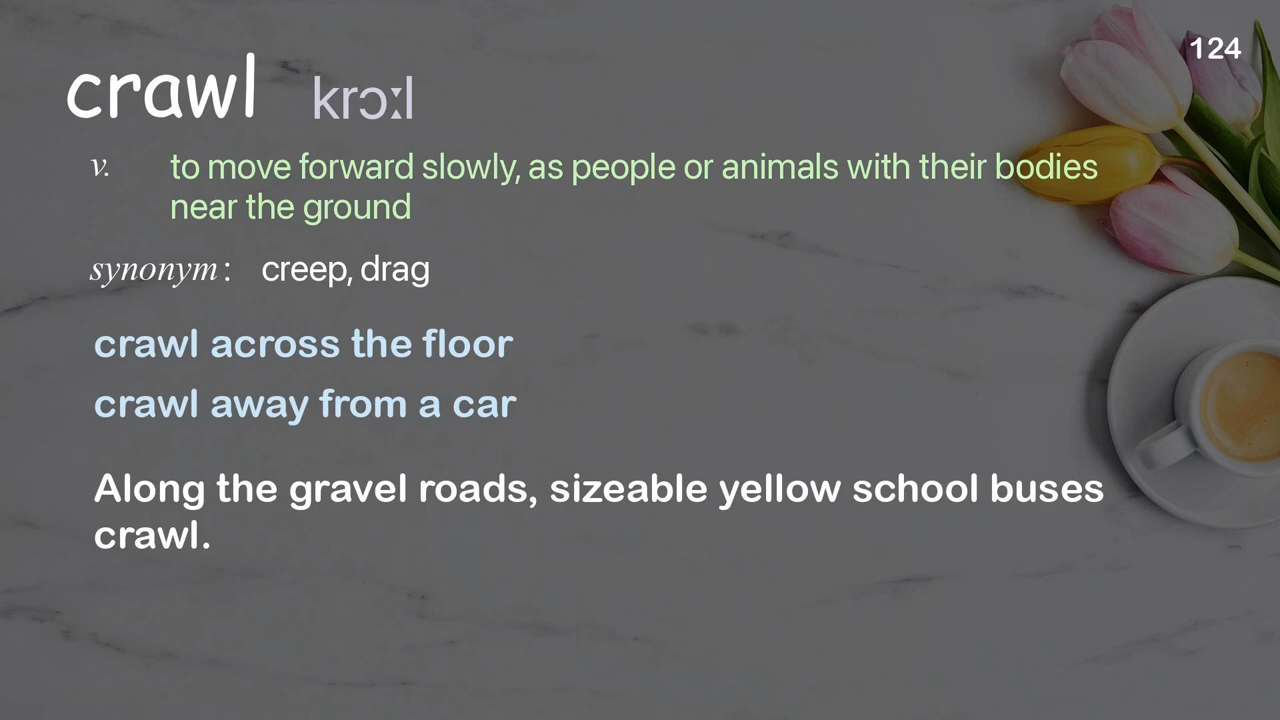 124
crawl krɔːl
v. to move forward slowly, as people or animals with their bodies
near the ground
synonym: creep, drag
crawl across the floor
crawl away from a car
Along the gravel roads, sizeable yellow school buses
crawl.